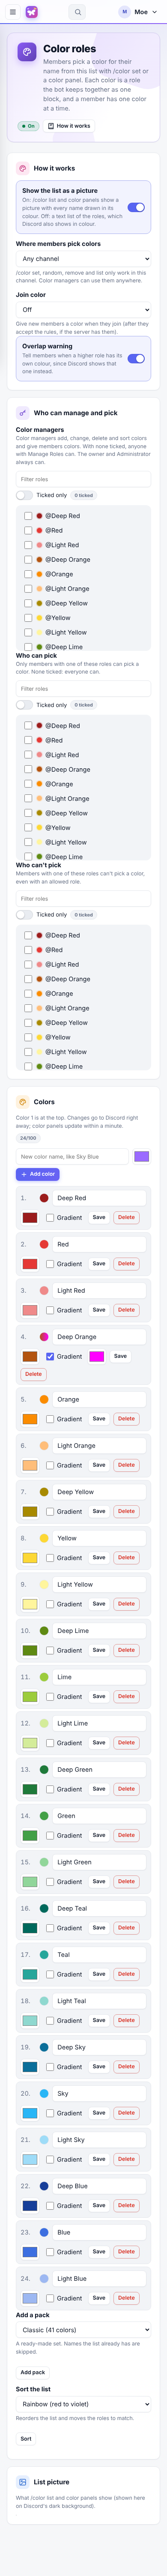 M Moe
Color roles
Members pick a color for their
name from this list with /color set or
a color panel. Each color is a role
the bot keeps together as one
block, and a member has one color
at a time.
On
How it works
How it works
Show the list as a picture
On: /color list and color panels show a
picture with every name drawn in its
colour. Off: a text list of the roles, which
Discord also shows in colour.
Where members pick colors
Any channel
/color set, random, remove and list only work in this
channel. Color managers can use them anywhere.
Join color
Off
Give new members a color when they join (after they
accept the rules, if the server has them).
Overlap warning
Tell members when a higher role has its
own colour, since Discord shows that
one instead.
Who can manage and pick
Color managers
Color managers add, change, delete and sort colors
and give members colors. With none ticked, anyone
with Manage Roles can. The owner and Administrator
always can.
Filter roles
Ticked only 0 ticked
@Deep Red
@Red
@Light Red
@Deep Orange
@Orange
@Light Orange
@Deep Yellow
@Yellow
@Light Yellow
@Deep Lime
Who can pick
Only members with one of these roles can pick a
color. None ticked: everyone can.
Filter roles
Ticked only 0 ticked
@Deep Red
@Red
@Light Red
@Deep Orange
@Orange
@Light Orange
@Deep Yellow
@Yellow
@Light Yellow
@Deep Lime
Who can't pick
Members with one of these roles can't pick a color,
even with an allowed role.
Filter roles
Ticked only 0 ticked
@Deep Red
@Red
@Light Red
@Deep Orange
@Orange
@Light Orange
@Deep Yellow
@Yellow
@Light Yellow
@Deep Lime
Colors
Color 1 is at the top. Changes go to Discord right
away; color panels update within a minute.
24/100
New color name, like Sky Blue
+ Add color
1. Deep Red
Gradient Save Delete
2. Red
Gradient Save Delete
3. Light Red
Gradient Save Delete
4. Deep Orange
Gradient Save
Delete
5. Orange
Gradient Save Delete
6. Light Orange
Gradient Save Delete
7. Deep Yellow
Gradient Save Delete
8. Yellow
Gradient Save Delete
9. Light Yellow
Gradient Save Delete
10. Deep Lime
Gradient Save Delete
11. Lime
Gradient Save Delete
12. Light Lime
Gradient Save Delete
13. Deep Green
Gradient Save Delete
14. Green
Gradient Save Delete
15. Light Green
Gradient Save Delete
16. Deep Teal
Gradient Save Delete
17. Teal
Gradient Save Delete
18. Light Teal
Gradient Save Delete
19. Deep Sky
Gradient Save Delete
20. Sky
Gradient Save Delete
21. Light Sky
Gradient Save Delete
22. Deep Blue
Gradient Save Delete
23. Blue
Gradient Save Delete
24. Light Blue
Gradient Save Delete
Add a pack
Classic (41 colors)
A ready-made set. Names the list already has are
skipped.
Add pack
Sort the list
Rainbow (red to violet)
Reorders the list and moves the roles to match.
Sort
List picture
What /color list and color panels show (shown here
on Discord's dark background).